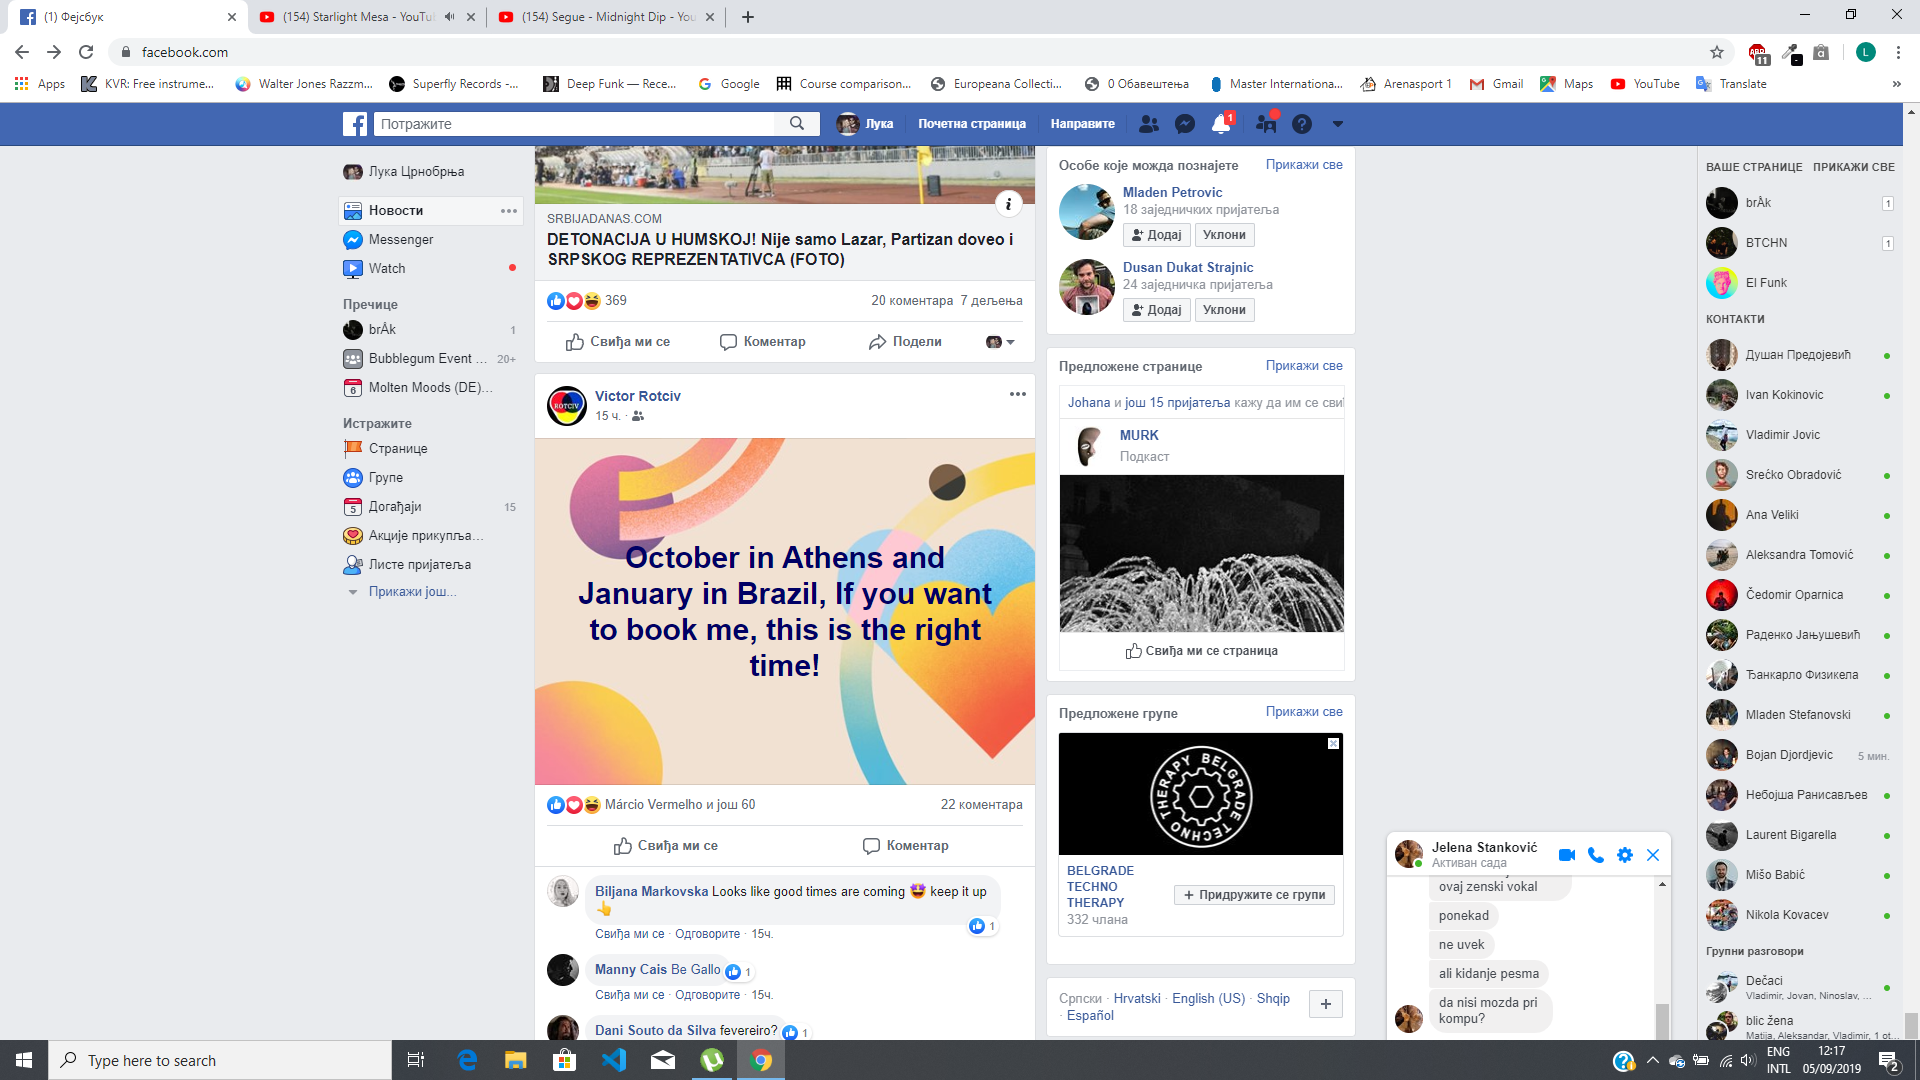 (1) Фејсбук
(154) Starlight Mesa - YouTu
(154) Segue - Midnight Dip - You
facebook.com
ABP
11
L
Apps
KVR: Free instrume...
Walter Jones Razzm...
Superfly Records -...
Deep Funk — Rece...
Google
Course comparison...
Europeana Collecti...
0 Обавештења
Master Internationa...
Arenasport 1
Gmail
Maps
YouTube
Translate
Потражите
Лука
Почетна страница
Направите
1
Лука Црнобрња
Новости
Messenger
Watch
Пречице
brÂk
1
Bubblegum Event ...
20+
6
Molten Moods (DE)...
Истражите
Странице
Групе
5
Догађаји
15
Акције прикупља...
Листе пријатеља
Прикажи још...
SRBIJADANAS.COM
DETONACIJA U HUMSKOJ! Nije samo Lazar, Partizan doveo i
SRPSKOG REPREZENTATIVCA (FOTO)
369
20 коментара 7 дељења
Свиђа ми се
Коментар
Подели
ROTCIV
Victor Rotciv
15 ч. ·
October in Athens and
January in Brazil, If you want
to book me, this is the right
time!
Márcio Vermelho и још 60
22 коментара
Свиђа ми се
Коментар
Biljana Markovska Looks like good times are coming 🤩 keep it up
👆
1
Свиђа ми се · Одговорите · 15ч.
Manny Cais Be Gallo
1
Свиђа ми се · Одговорите · 15ч.
Dani Souto da Silva fevereiro?
1
Особе које можда познајете
Прикажи све
Mladen Petrovic
18 заједничких пријатеља
Додај
Уклони
Dusan Dukat Strajnic
24 заједничка пријатеља
Додај
Уклони
Предложене странице
Прикажи све
Johana и још 15 пријатеља кажу да им се сви
MURK
Подкаст
Свиђа ми се страница
Предложене групе
Прикажи све
THERAPY BELGRADE TECHNO
BELGRADE
TECHNO
THERAPY
332 члана
+ Придружите се групи
Српски · Hrvatski · English (US) · Shqip
· Español
Jelena Stanković
Активан сада
ovaj zenski vokal
ponekad
ne uvek
ali kidanje pesma
da nisi mozda pri
kompu?
ВАШЕ СТРАНИЦЕ
ПРИКАЖИ СВЕ
brÂk
1
BTCHN
1
El Funk
КОНТАКТИ
Душан Предојевић
Ivan Kokinovic
Vladimir Jovic
Srećko Obradović
Ana Veliki
Aleksandra Tomović
Čedomir Oparnica
Раденко Јањушевић
Ђанкарло Физикела
Mladen Stefanovski
Bojan Djordjevic
5 мин.
Небојша Ранисављев
Laurent Bigarella
Mišo Babić
Nikola Kovacev
Групни разговори
Dečaci
Vladimir, Jovan, Ninoslav, ...
blic žena
Matija, Aleksandar, Vladimir, 1 ot...
Type here to search
ENG
INTL
12:17
05/09/2019
2